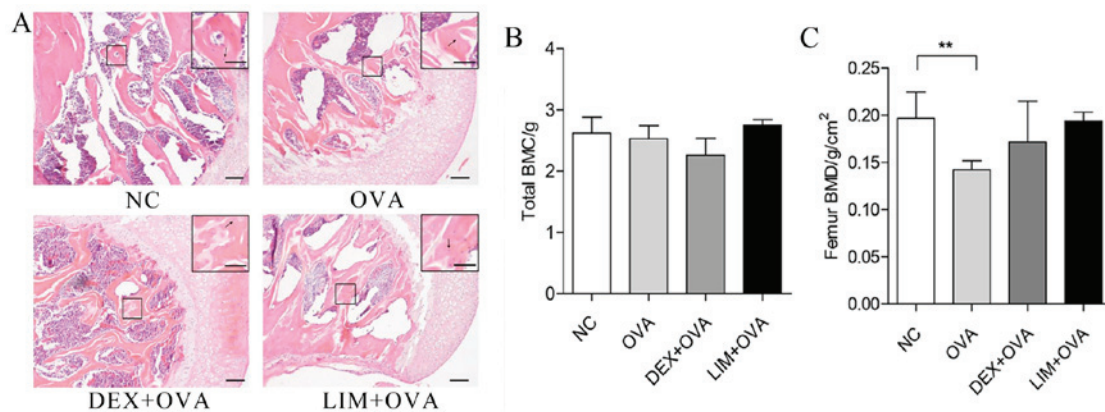 A
NC
OVA
DEX+OVA
LIM+OVA
B
Total BMC/g
4
3
2
1
0
NC
OVA
DEX+OVA
LIM+OVA
C
**
Femur BMD/g/cm²
0.25
0.20
0.15
0.10
0.05
0.00
NC
OVA
DEX+OVA
LIM+OVA